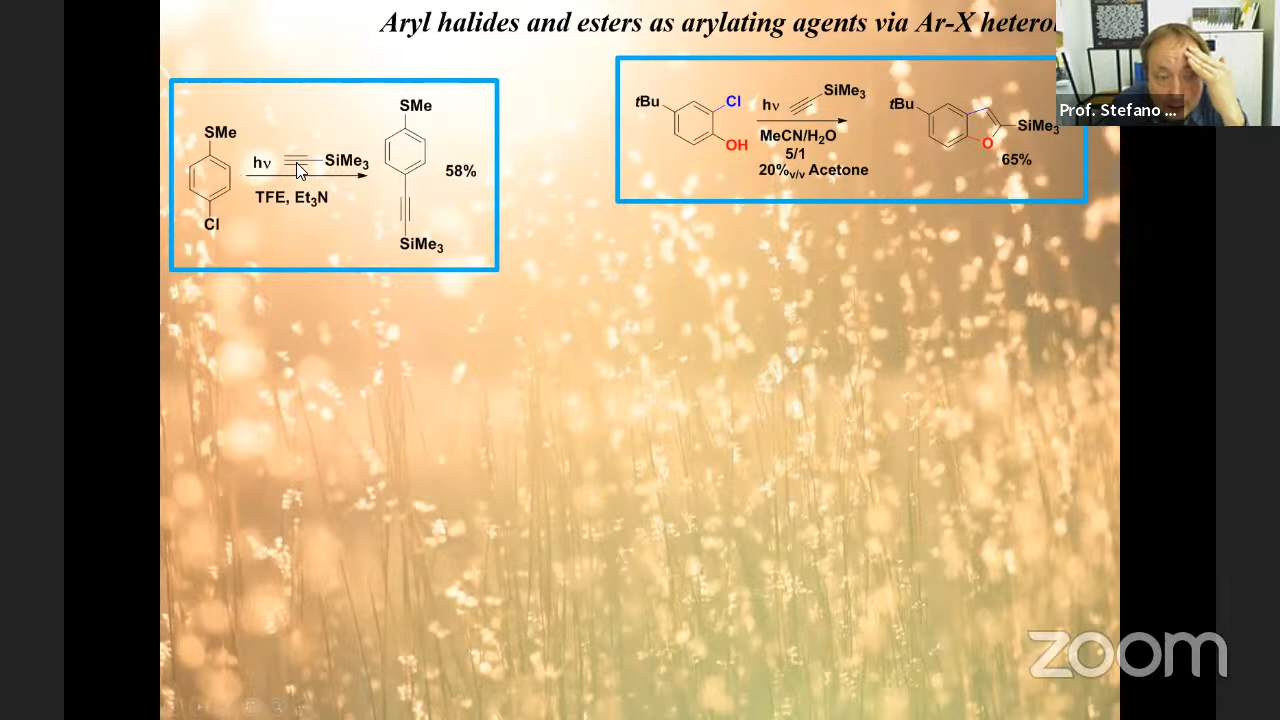 Aryl halides and esters as arylating agents via Ar-X
SMe
Cl
hν
SiMe3
TFE, Et3N
SMe
SiMe3
58%
tBu
Cl
OH
hν
SiMe3
MeCN/H2O
5/1
20%v/v Acetone
tBu
O
SiMe3
65%
Prof. Stefano ...
zoom